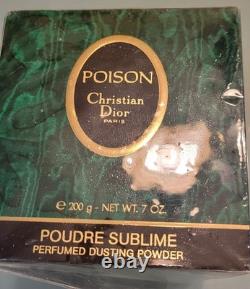 POISON
Christian
Dior
PARIS
℮ 200 g - NET WT. 7 OZ.
POUDRE SUBLIME
PERFUMED DUSTING POWDER